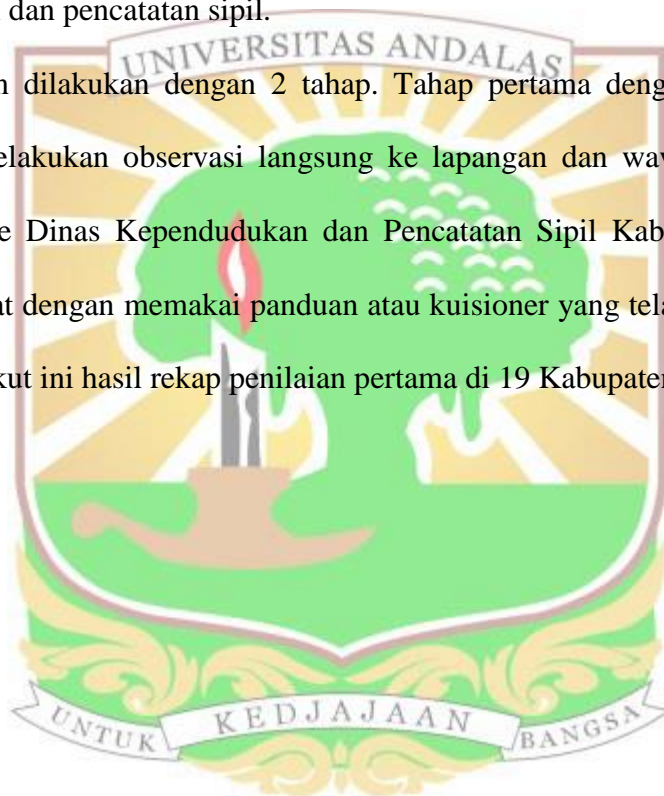 dan pencatatan sipil.
UNIVERSITAS ANDALAS
dilakukan dengan 2 tahap. Tahap pertama
melakukan observasi langsung ke lapangan dan
Dinas Kependudukan dan Pencatatan Sipil
dengan memakai panduan atau kuisioner yang
ini hasil rekap penilaian pertama di 19 Kabupaten
UNTUK KEDJAJAAN BANGSA